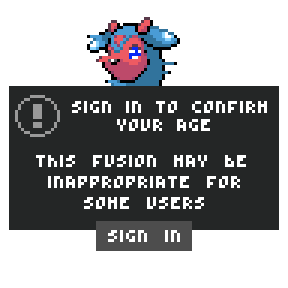 SIGN IN TO CONFIRM
YOUR AGE
THIS FUSION MAY BE
INAPPROPRIATE FOR
SOME USERS
SIGN IN